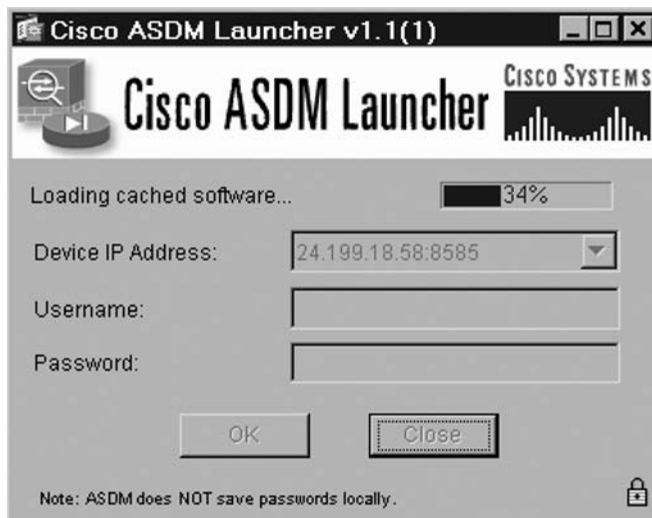 Cisco ASDM Launcher v1.1(1)
Cisco ASDM Launcher
CISCO SYSTEMS
Loading cached software...
34%
Device IP Address:
24.199.18.58:8585
Username:
Password:
OK
Close
Note: ASDM does NOT save passwords locally.